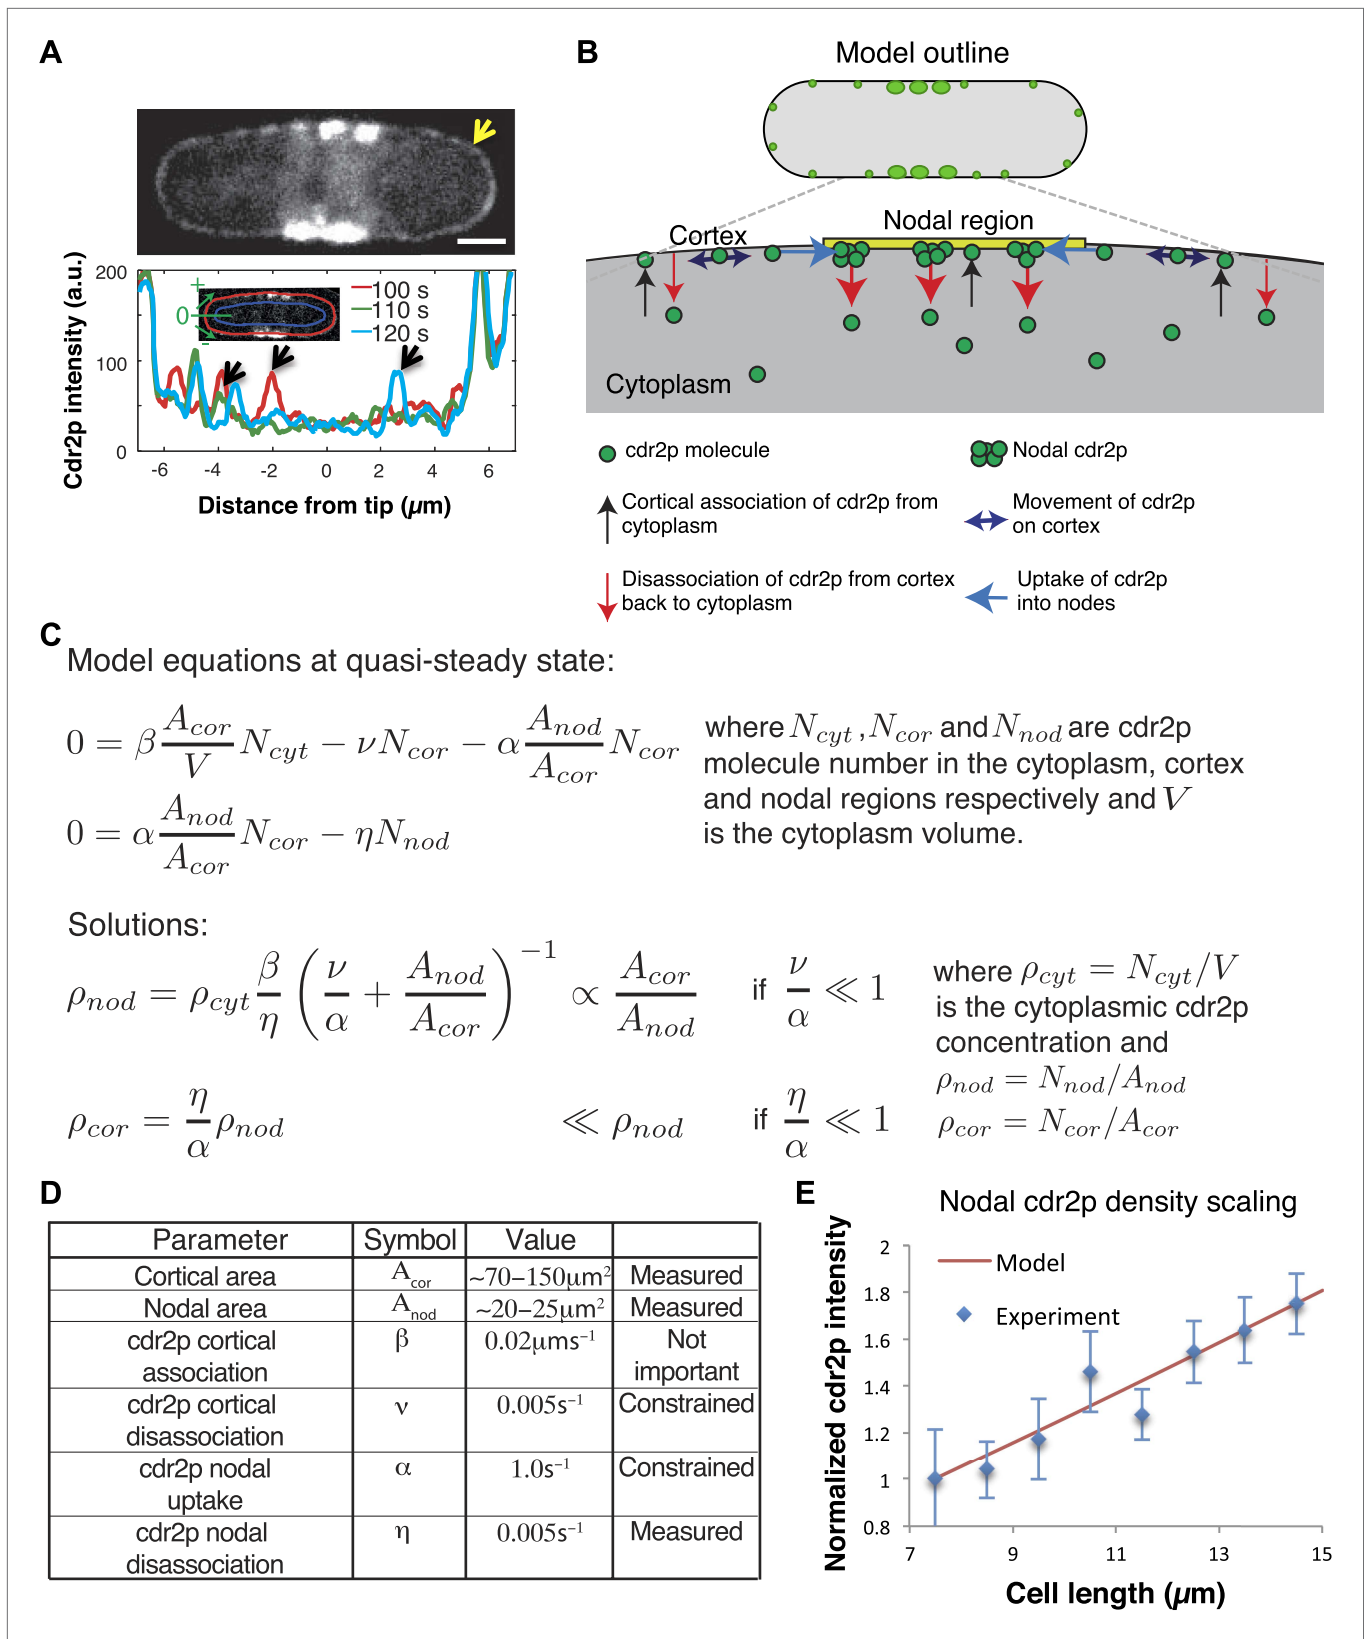 A
200
100
0
Cdr2p intensity (a.u.)
+
0
-
100 s
110 s
120 s
-6 -4 -2 0 2 4 6
Distance from tip (µm)
B
Model outline
Nodal region
Cortex
Cytoplasm
cdr2p molecule
Nodal cdr2p
Cortical association of cdr2p from
cytoplasm
Movement of cdr2p
on cortex
Disassociation of cdr2p from cortex
back to cytoplasm
Uptake of cdr2p
into nodes
C
Model equations at quasi-steady state:
0 = β A_cor/V N_cyt − νN_cor − α A_nod/A_cor N_cor
0 = α A_nod/A_cor N_cor − ηN_nod
where N_cyt, N_cor and N_nod are cdr2p
molecule number in the cytoplasm, cortex
and nodal regions respectively and V
is the cytoplasm volume.
Solutions:
ρ_nod = ρ_cyt β/η (ν/α + A_nod/A_cor)^−1 ∝ A_cor/A_nod if ν/α ≪ 1
ρ_cor = η/α ρ_nod ≪ ρ_nod if η/α ≪ 1
where ρ_cyt = N_cyt/V
is the cytoplasmic cdr2p
concentration and
ρ_nod = N_nod/A_nod
ρ_cor = N_cor/A_cor
D
Parameter Symbol Value
Cortical area A_cor ~70–150µm² Measured
Nodal area A_nod ~20–25µm² Measured
cdr2p cortical β 0.02µms⁻¹ Not
association important
cdr2p cortical ν 0.005s⁻¹ Constrained
disassociation
cdr2p nodal α 1.0s⁻¹ Constrained
uptake
cdr2p nodal η 0.005s⁻¹ Measured
disassociation
E
Nodal cdr2p density scaling
Normalized cdr2p intensity
2
1.8
1.6
1.4
1.2
1
0.8
Model
Experiment
7 9 11 13 15
Cell length (µm)